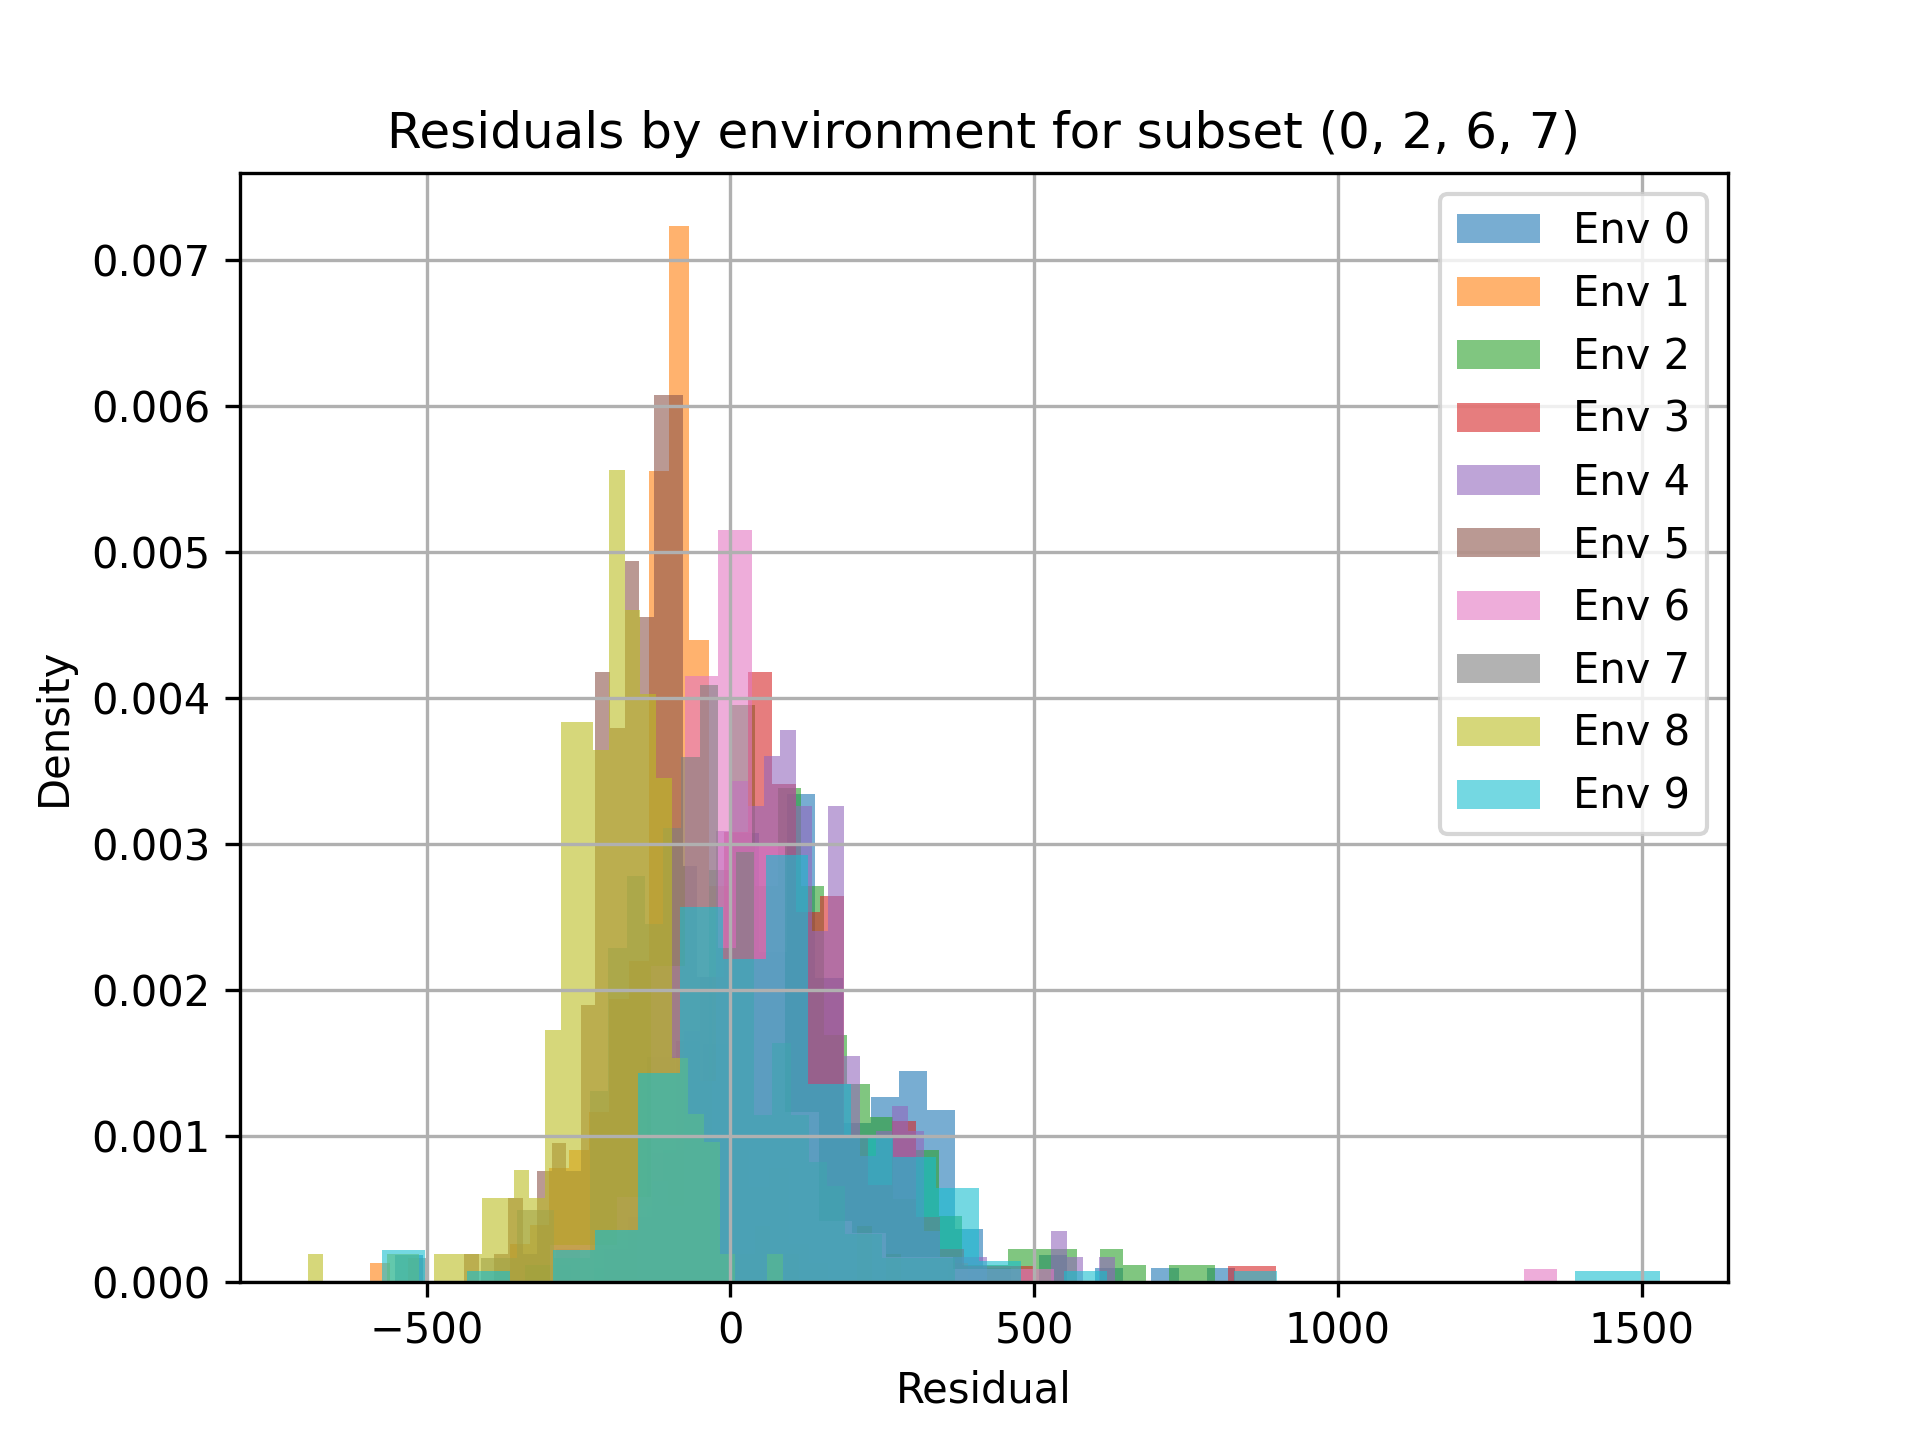 Residuals by environment for subset (0, 2, 6, 7)
Env 0
Env 1
Env 2
Env 3
Env 4
Env 5
Env 6
Env 7
Env 8
Env 9
Density
0.007
0.006
0.005
0.004
0.003
0.002
0.001
0.000
−500
0
500
1000
1500
Residual